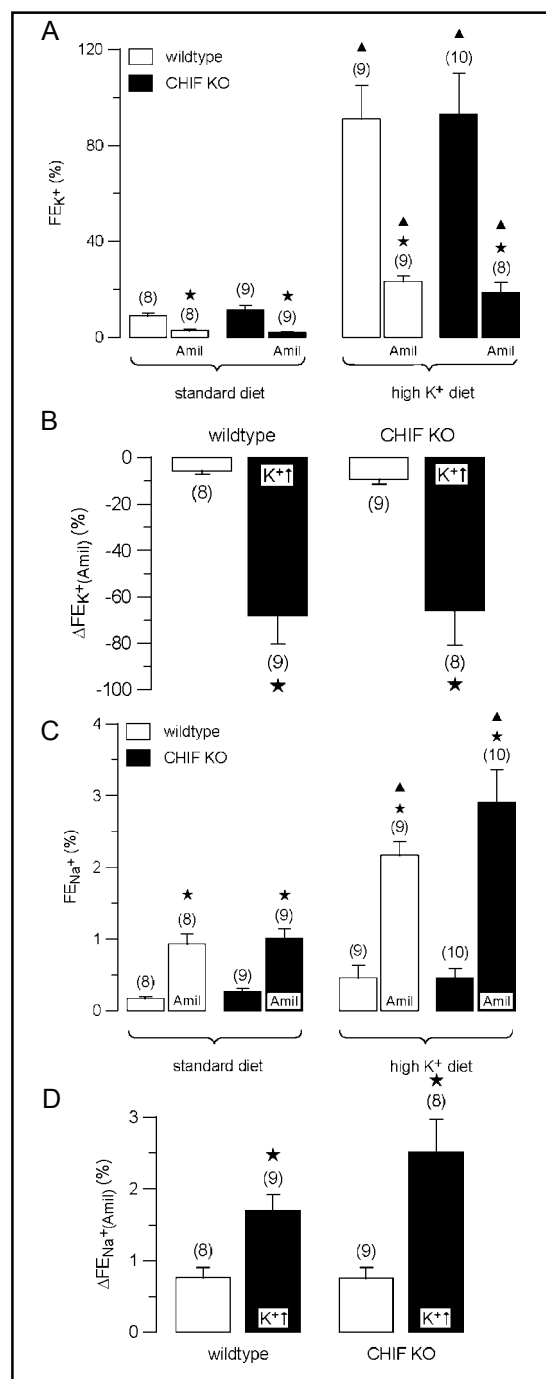 A
120
wildtype
CHIF KO
80
40
0
FEK+ (%)
(8)
★
(8)
(9)
★
(9)
▲
(9)
▲
★
(9)
▲
(10)
▲
★
(8)
Amil
Amil
Amil
Amil
standard diet
high K+ diet
B
wildtype
CHIF KO
0
-20
-40
-60
-80
-100
ΔFEK+(Amil) (%)
K+↑
K+↑
(8)
(9)
(9)
★
(8)
★
C
4
3
2
1
0
wildtype
CHIF KO
FENa+ (%)
(8)
★
(8)
(9)
★
(9)
(9)
▲
★
(9)
(10)
▲
★
(10)
Amil
Amil
Amil
Amil
standard diet
high K+ diet
D
3
2
1
0
ΔFENa+(Amil) (%)
(8)
★
(9)
(9)
★
(8)
K+↑
K+↑
wildtype
CHIF KO